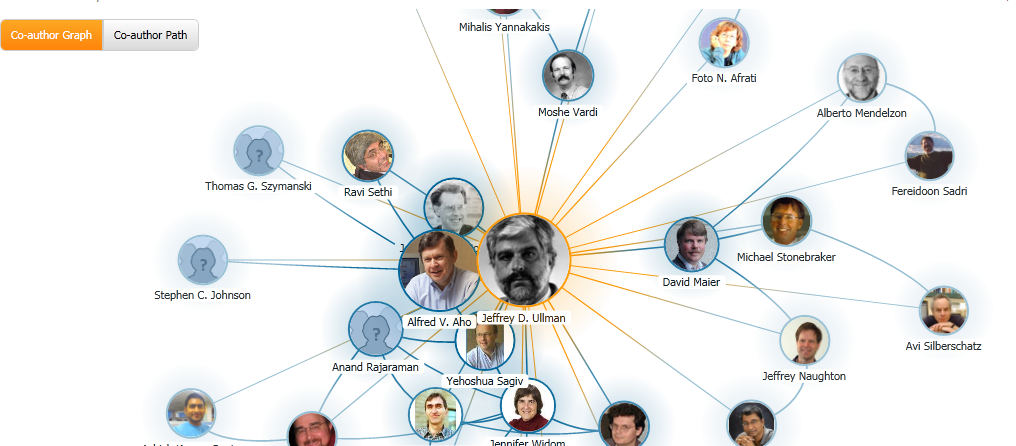 Co-author Graph
Co-author Path
Mihalis Yannakakis
Foto N. Afrati
Moshe Vardi
Alberto Mendelzon
Thomas G. Szymanski
Ravi Sethi
Fereidoon Sadri
Michael Stonebraker
David Maier
Stephen C. Johnson
Alfred V. Aho
Jeffrey D. Ullman
Avi Silberschatz
Anand Rajaraman
Jeffrey Naughton
Yehoshua Sagiv
Jennifer Widom